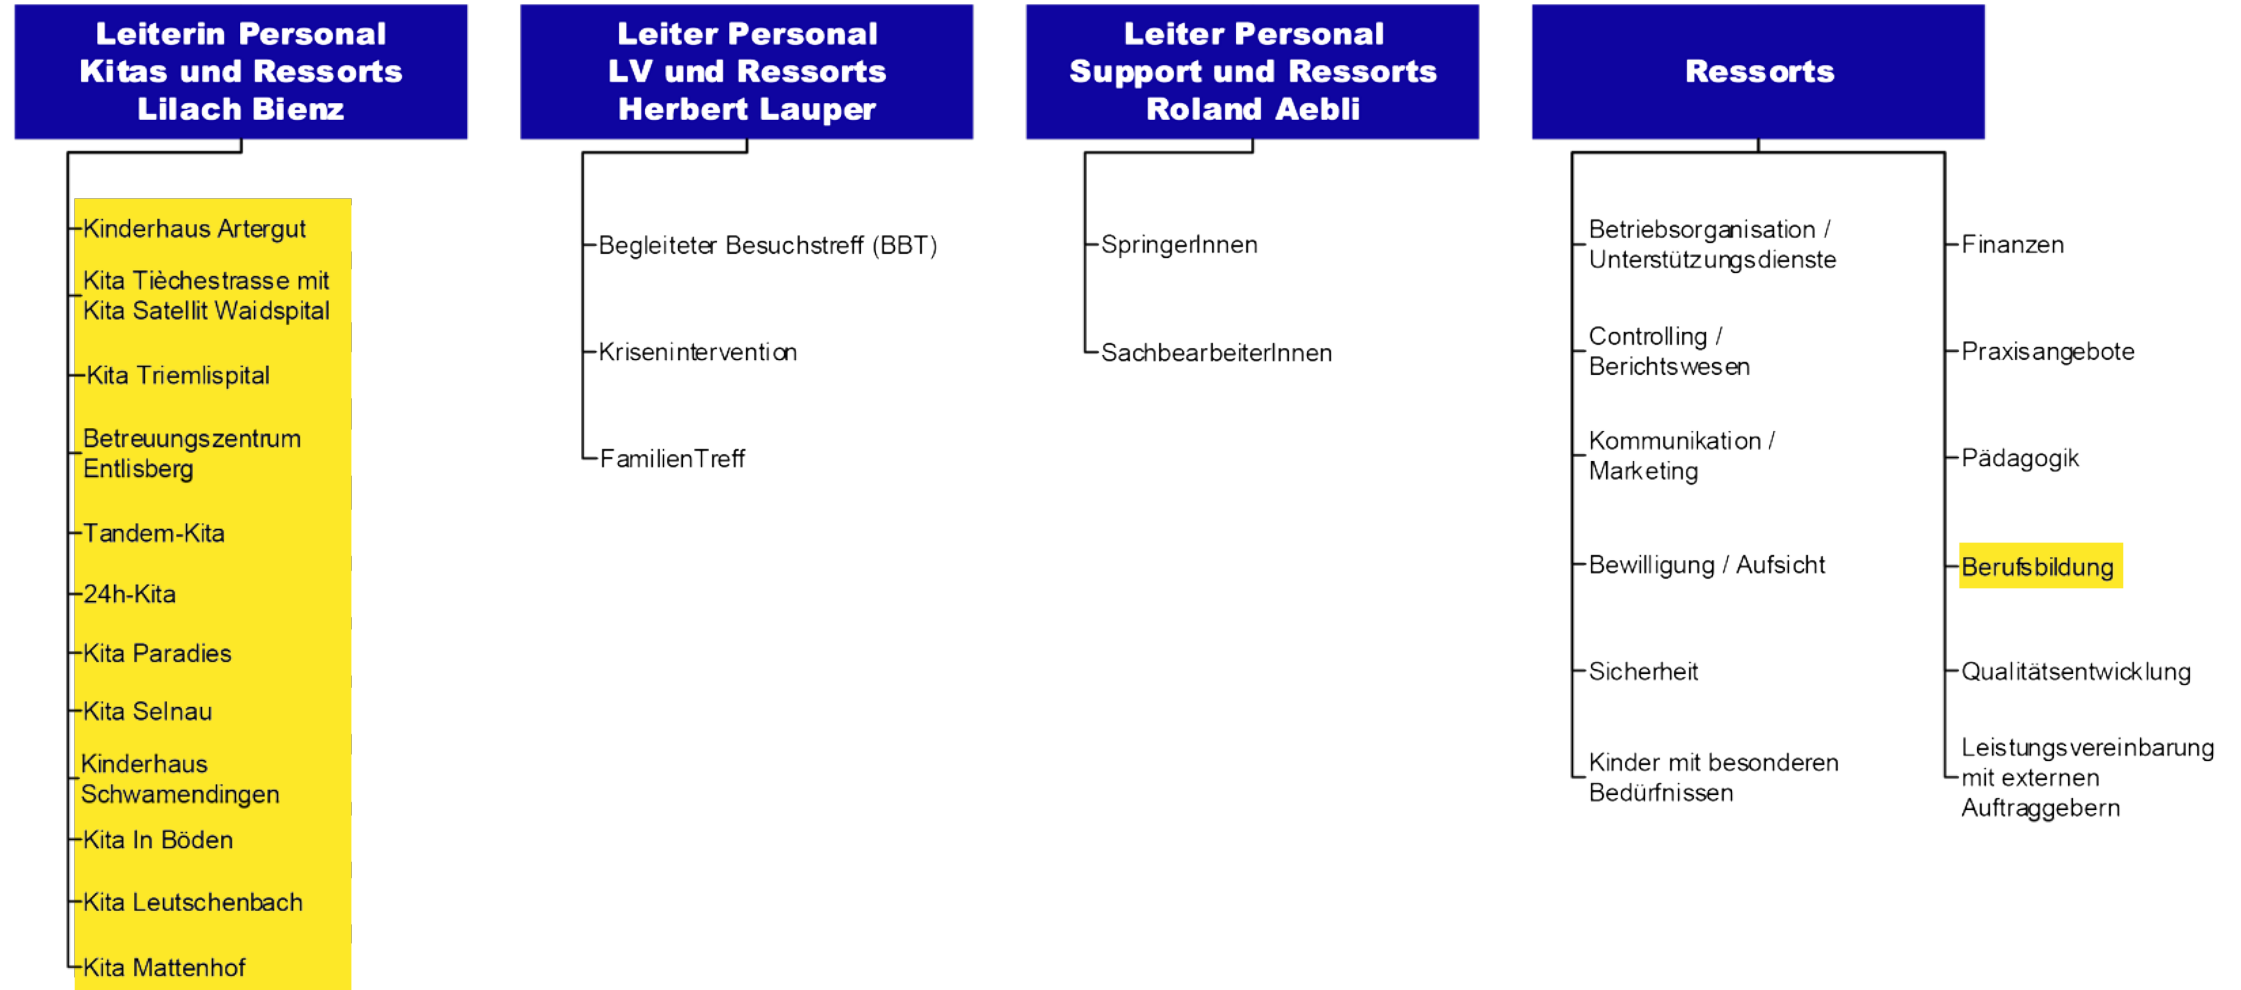 Leiterin Personal
Kitas und Ressorts
Lilach Bienz
Kinderhaus Artergut
Kita Tièchestrasse mit
Kita Satellit Waidspital
Kita Triemlispital
Betreuungszentrum
Entlisberg
Tandem-Kita
24h-Kita
Kita Paradies
Kita Selnau
Kinderhaus
Schwamendingen
Kita In Böden
Kita Leutschenbach
Kita Mattenhof
Leiter Personal
LV und Ressorts
Herbert Lauper
Begleiteter Besuchstreff (BBT)
Krisenintervention
FamilienTreff
Leiter Personal
Support und Ressorts
Roland Aebli
SpringerInnen
SachbearbeiterInnen
Ressorts
Betriebsorganisation /
Unterstützungsdienste
Controlling /
Berichtswesen
Kommunikation /
Marketing
Bewilligung / Aufsicht
Sicherheit
Kinder mit besonderen
Bedürfnissen
Finanzen
Praxisangebote
Pädagogik
Berufsbildung
Qualitätsentwicklung
Leistungsvereinbarung
mit externen
Auftraggebern